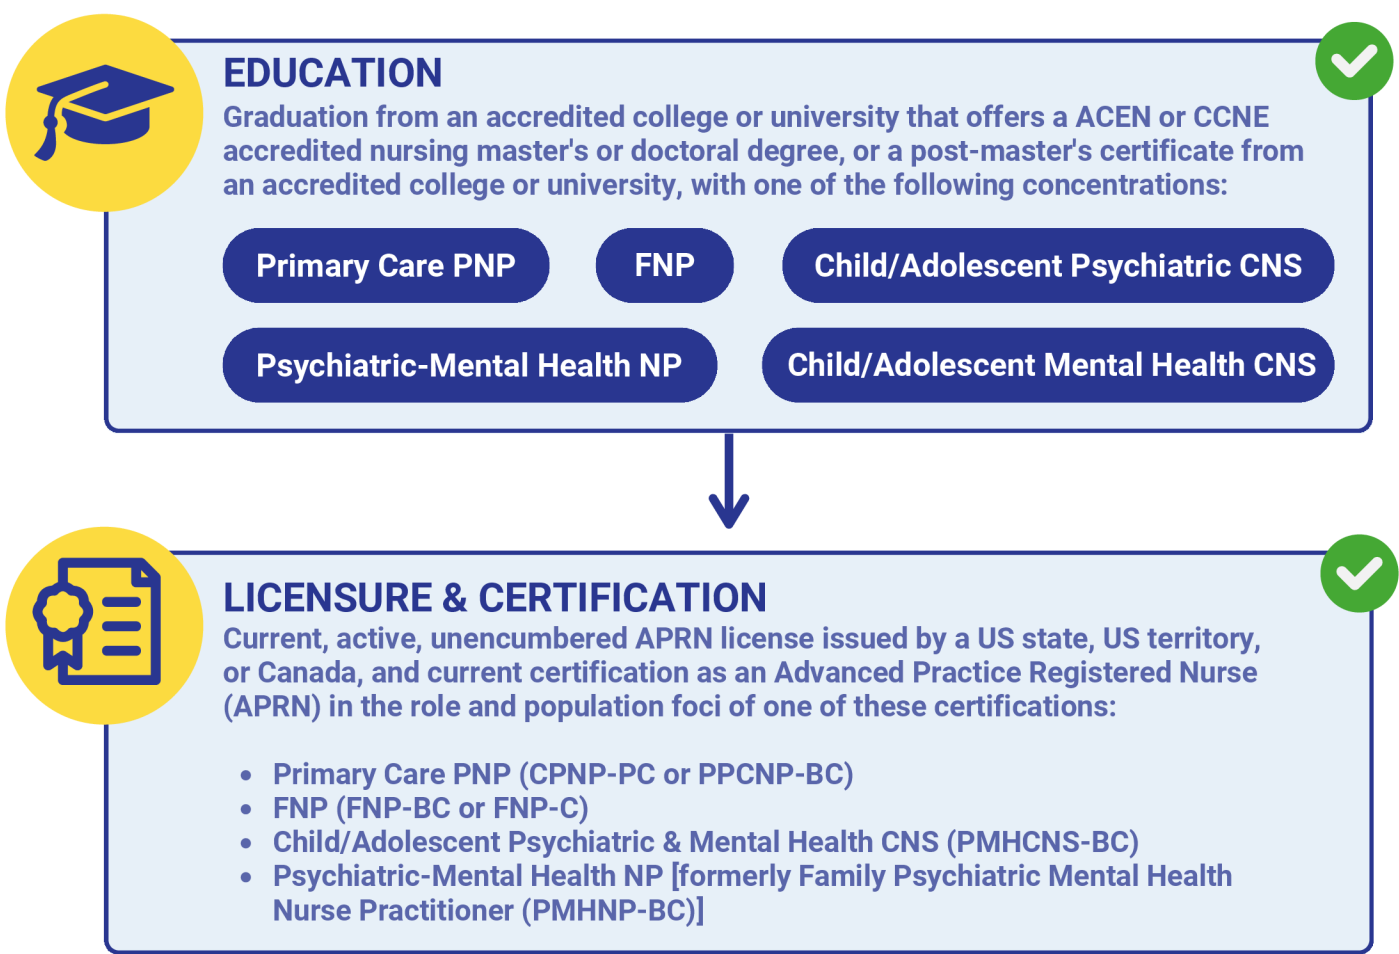 EDUCATION
Graduation from an accredited college or university that offers a ACEN or CCNE
accredited nursing master's or doctoral degree, or a post-master's certificate from
an accredited college or university, with one of the following concentrations:
Primary Care PNP
FNP
Child/Adolescent Psychiatric CNS
Psychiatric-Mental Health NP
Child/Adolescent Mental Health CNS
LICENSURE & CERTIFICATION
Current, active, unencumbered APRN license issued by a US state, US territory,
or Canada, and current certification as an Advanced Practice Registered Nurse
(APRN) in the role and population foci of one of these certifications:
• Primary Care PNP (CPNP-PC or PPCNP-BC)
• FNP (FNP-BC or FNP-C)
• Child/Adolescent Psychiatric & Mental Health CNS (PMHCNS-BC)
• Psychiatric-Mental Health NP [formerly Family Psychiatric Mental Health
Nurse Practitioner (PMHNP-BC)]